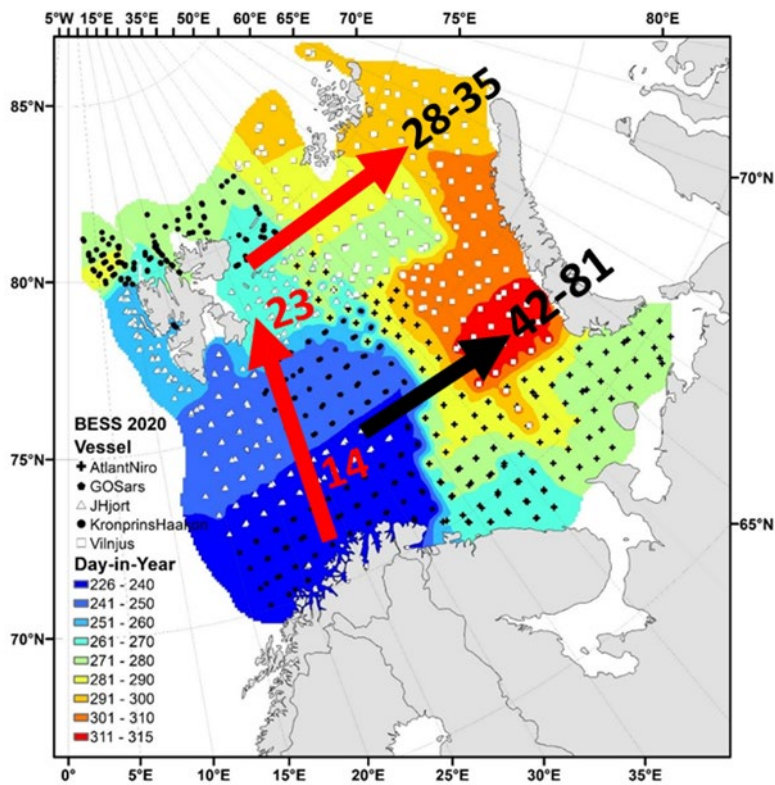 5°W 15°E 35°E 45°E 60°E 65°E 70°E 75°E 80°E
28-35
85°N
70°N
42-81
80°N
23
BESS 2020
Vessel
AtlantNiro
GOSars
JHjort
KronprinsHaakon
Vilnjus
75°N
14
65°N
Day-in-Year
226 - 240
241 - 250
251 - 260
261 - 270
271 - 280
281 - 290
291 - 300
301 - 310
311 - 315
70°N
0° 5°E 10°E 15°E 20°E 25°E 30°E 35°E